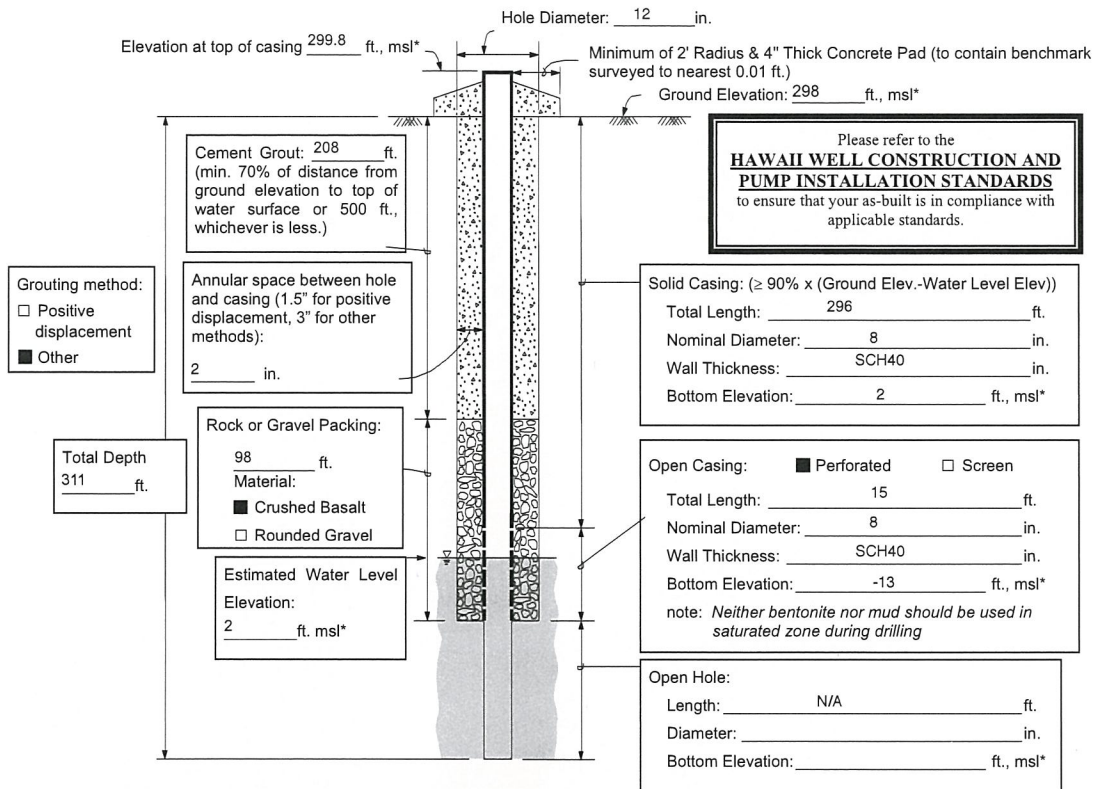 Hole Diameter: 12 in.
Elevation at top of casing 299.8 ft., msl*
Minimum of 2' Radius & 4" Thick Concrete Pad (to contain benchmark
surveyed to nearest 0.01 ft.)
Ground Elevation: 298 ft., msl*
Please refer to the
HAWAII WELL CONSTRUCTION AND
PUMP INSTALLATION STANDARDS
to ensure that your as-built is in compliance with
applicable standards.
Cement Grout: 208 ft.
(min. 70% of distance from
ground elevation to top of
water surface or 500 ft.,
whichever is less.)
Grouting method:
☐ Positive
displacement
■ Other
Annular space between hole
and casing (1.5" for positive
displacement, 3" for other
methods):
2 in.
Solid Casing: (≥ 90% x (Ground Elev.-Water Level Elev))
Total Length: 296 ft.
Nominal Diameter: 8 in.
Wall Thickness: SCH40 in.
Bottom Elevation: 2 ft., msl*
Rock or Gravel Packing:
98 ft.
Material:
■ Crushed Basalt
☐ Rounded Gravel
Total Depth
311 ft.
Open Casing: ■ Perforated ☐ Screen
Total Length: 15 ft.
Nominal Diameter: 8 in.
Wall Thickness: SCH40 in.
Bottom Elevation: -13 ft., msl*
note: Neither bentonite nor mud should be used in
saturated zone during drilling
Estimated Water Level
Elevation:
2 ft. msl*
Open Hole:
Length: N/A ft.
Diameter: in.
Bottom Elevation: ft., msl*